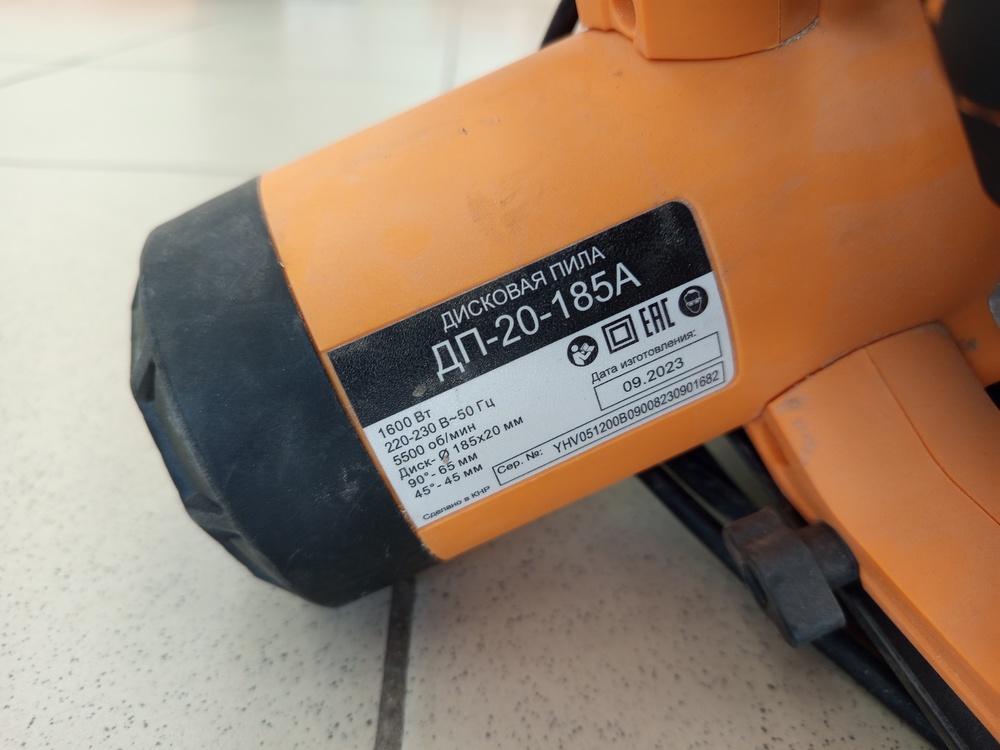 ДИСКОВАЯ ПИЛА
ДП-20-185А
1600 Вт
220-230 В~50 Гц
5500 об/мин
Диск- Ø 185x20 мм
90°- 65 мм
45°- 45 мм
Сделано в КНР
EAC
Дата изготовления:
09.2023
Сер. №: YHV051200B09008230901682